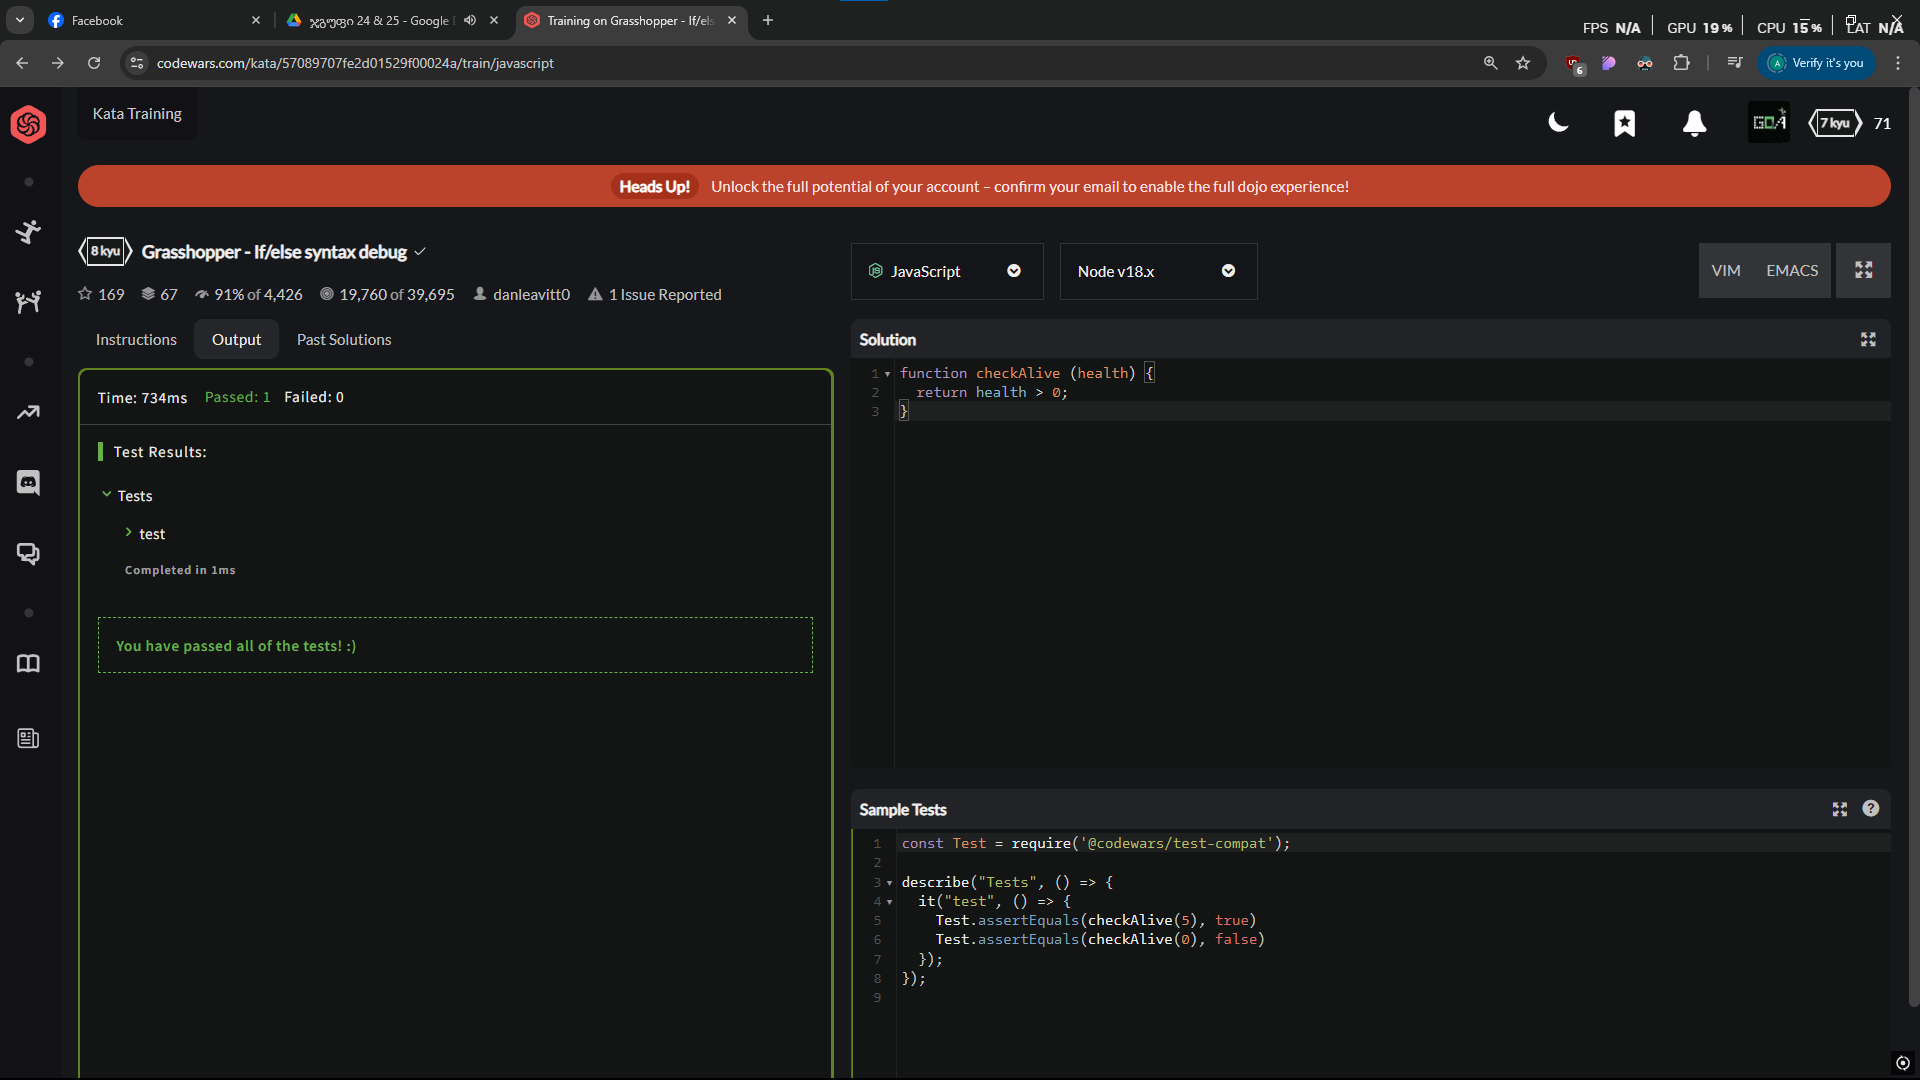 Facebook
ჯგუფი 24 & 25 - Google D
Training on Grasshopper - If/els
FPS N/A GPU 19 % CPU 15 % LAT N/A
codewars.com/kata/57089707fe2d01529f00024a/train/javascript
6
A Verify it's you
Kata Training
GOA
7 kyu 71
Heads Up! Unlock the full potential of your account – confirm your email to enable the full dojo experience!
8 kyu Grasshopper - If/else syntax debug
169 67 91% of 4,426 19,760 of 39,695 danleavitt0 1 Issue Reported
JavaScript
Node v18.x
VIM EMACS
Instructions Output Past Solutions
Time: 734ms Passed: 1 Failed: 0
Test Results:
Tests
test
Completed in 1ms
You have passed all of the tests! :)
Solution
1 function checkAlive (health) {
2 return health > 0;
3 }
Sample Tests
1 const Test = require('@codewars/test-compat');
2
3 describe("Tests", () => {
4 it("test", () => {
5 Test.assertEquals(checkAlive(5), true)
6 Test.assertEquals(checkAlive(0), false)
7 });
8 });
9